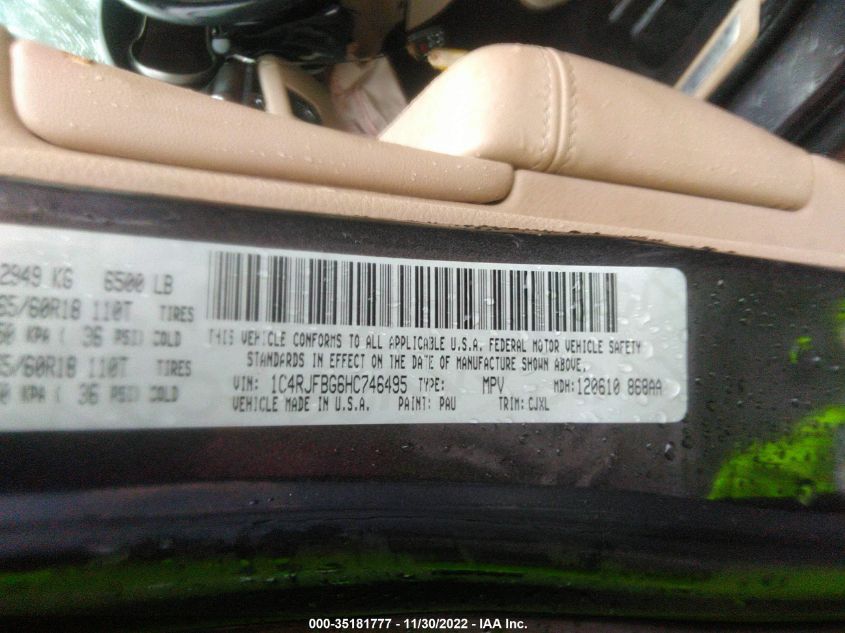 2949 KG 6500 LB
65/60R18 110T TIRES
60 KPA ( 36 PSI) COLD
65/60R18 110T TIRES
50 KPA ( 36 PSI) COLD
THIS VEHICLE CONFORMS TO ALL APPLICABLE U.S.A. FEDERAL MOTOR VEHICLE SAFETY
STANDARDS IN EFFECT ON THE DATE OF MANUFACTURE SHOWN ABOVE.
VIN: 1C4RJFBG6HC746495 TYPE: MPV MDH:120610 868AA
VEHICLE MADE IN U.S.A. PAINT: PAU TRIM: CJXL
000-35181777 - 11/30/2022 - IAA Inc.